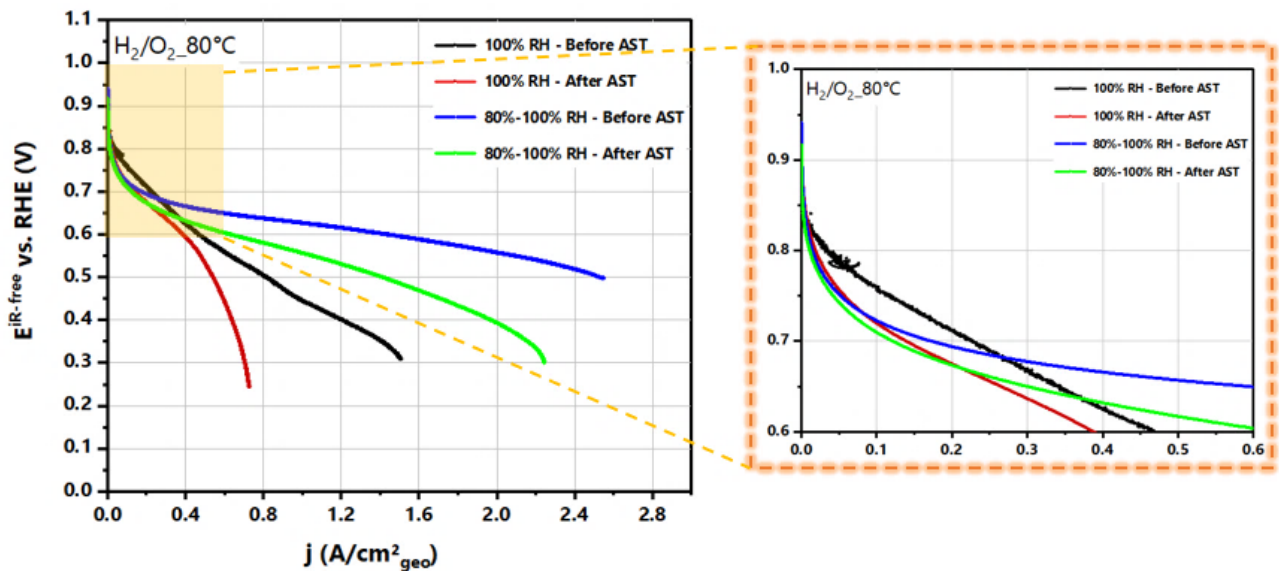 1.1
1.0
0.9
0.8
0.7
0.6
0.5
0.4
0.3
0.2
0.1
0.0
E^iR-free vs. RHE (V)
H₂/O₂_80°C
100% RH - Before AST
100% RH - After AST
80%-100% RH - Before AST
80%-100% RH - After AST
0.0 0.4 0.8 1.2 1.6 2.0 2.4 2.8
j (A/cm²geo)
1.0
0.9
0.8
0.7
0.6
H₂/O₂_80°C
100% RH - Before AST
100% RH - After AST
80%-100% RH - Before AST
80%-100% RH - After AST
0.0 0.1 0.2 0.3 0.4 0.5 0.6